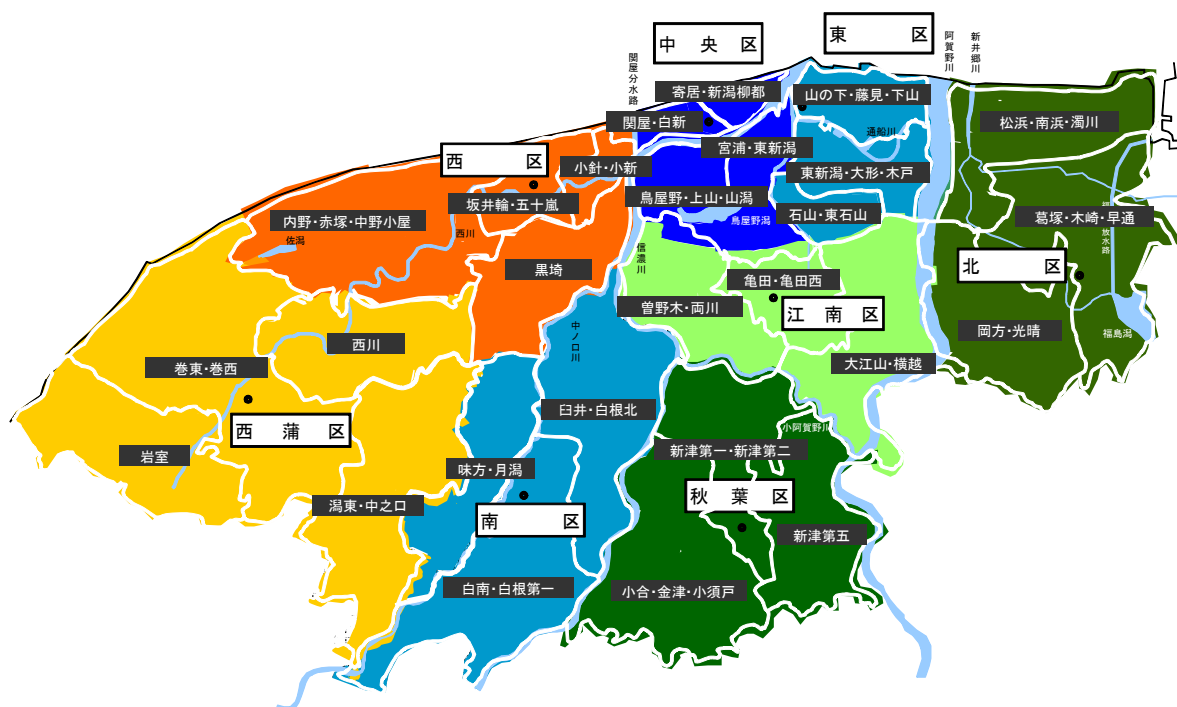 中央区
東区
関屋分水路
阿賀野川
新井郷川
寄居・新潟柳都
山の下・藤見・下山
関屋・白新
松浜・南浜・濁川
通船川
宮浦・東新潟
西区
小針・小新
東新潟・大形・木戸
坂井輪・五十嵐
鳥屋野・上山・山潟
内野・赤塚・中野小屋
石山・東石山
鳥屋野潟
葛塚・木崎・早通
放水路
西川
佐潟
信濃川
黒埼
北区
亀田・亀田西
曽野木・両川
江南区
中ノ口川
岡方・光晴
福島潟
西川
巻東・巻西
大江山・横越
臼井・白根北
西蒲区
小阿賀野川
岩室
新津第一・新津第二
味方・月潟
秋葉区
潟東・中之口
南区
新津第五
白南・白根第一
小合・金津・小須戸